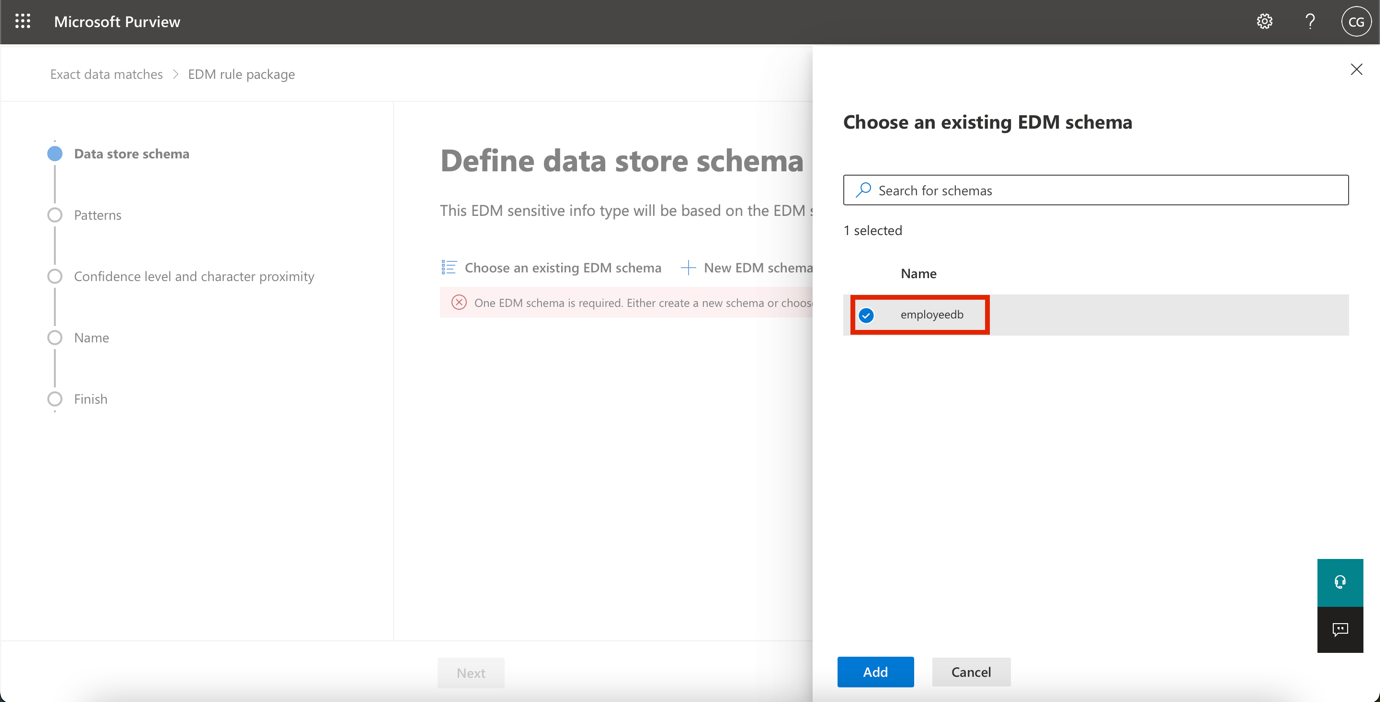 Microsoft Purview
?
CG
Exact data matches > EDM rule package
Data store schema
Patterns
Confidence level and character proximity
Name
Finish
Define data store schema
This EDM sensitive info type will be based on the EDM
Choose an existing EDM schema
New EDM schema
One EDM schema is required. Either create a new schema or choos
Next
Choose an existing EDM schema
Search for schemas
1 selected
Name
employeedb
Add
Cancel